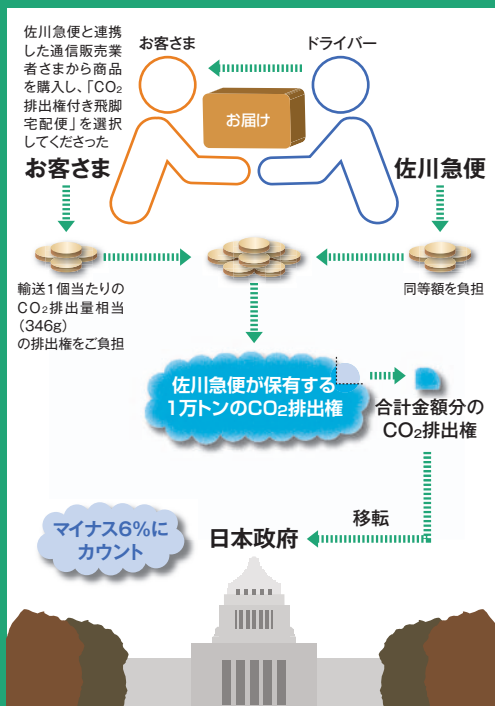 佐川急便と連携
した通信販売業
者さまから商品
を購入し、「CO₂
排出権付き飛脚
宅配便」を選択
してくださった
お客さま
お客さま
ドライバー
お届け
佐川急便
輸送1個当たりの
CO₂排出量相当
(346g)
の排出権をご負担
同等額を負担
佐川急便が保有する
1万トンのCO₂排出権
合計金額分の
CO₂排出権
移転
マイナス6%に
カウント
日本政府